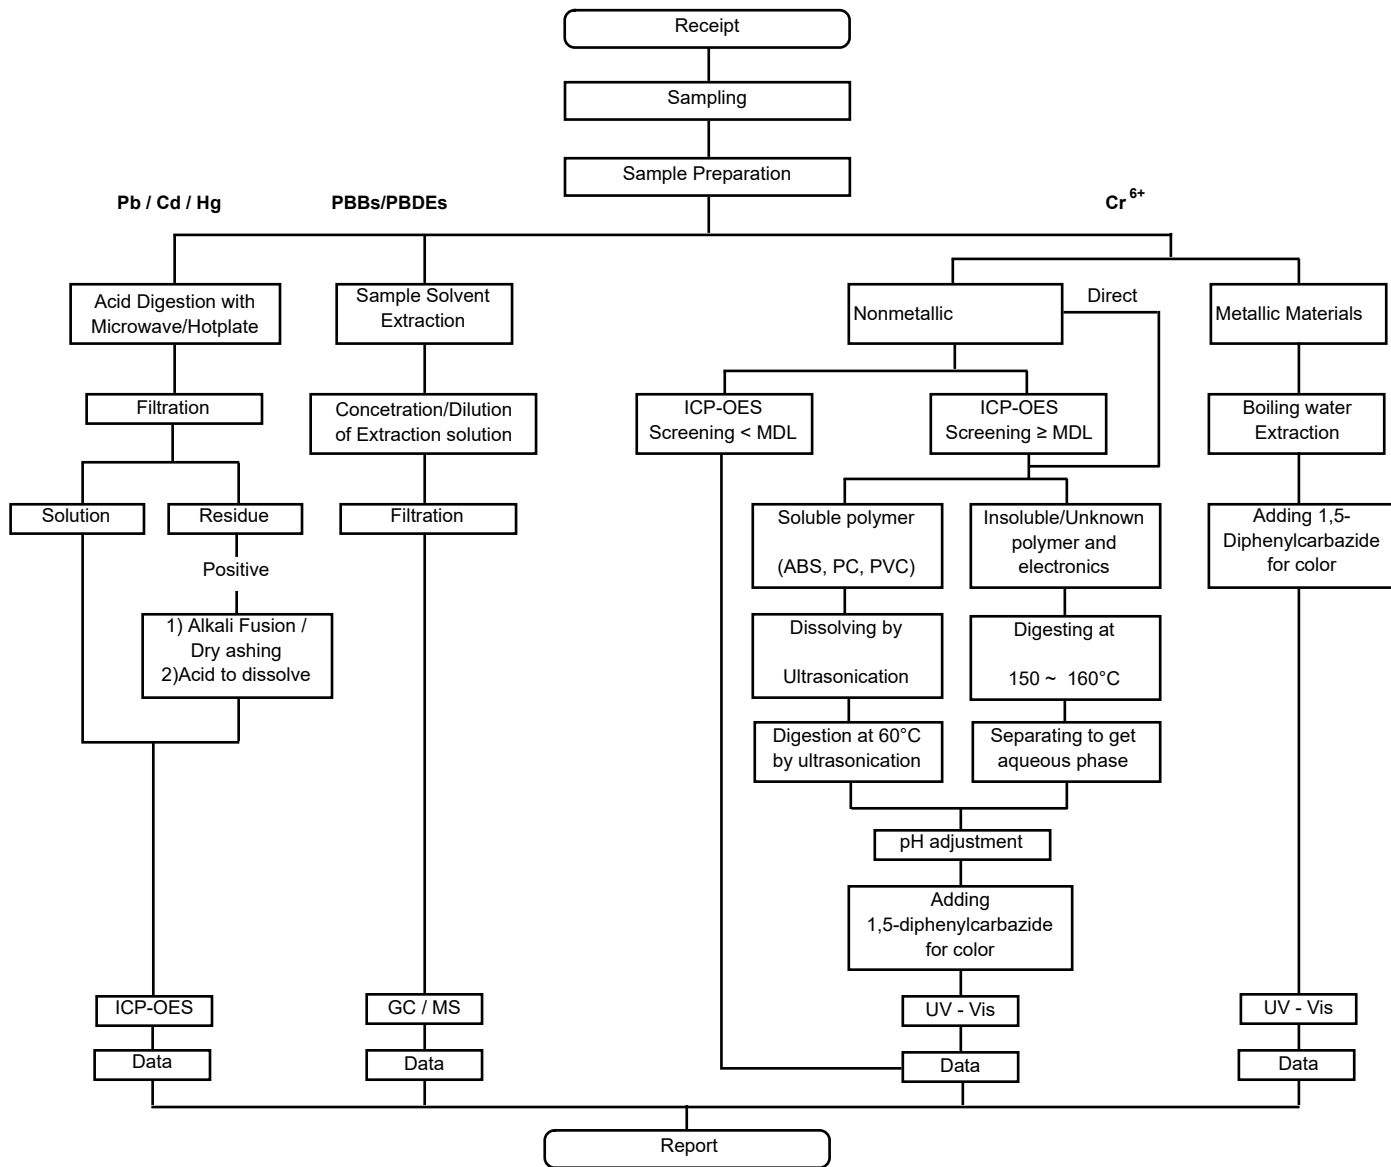 Receipt
Sampling
Sample Preparation
Pb / Cd / Hg
PBBs/PBDEs
Cr 6+
Acid Digestion with
Microwave/Hotplate
Filtration
Solution
Residue
Positive
1) Alkali Fusion /
Dry ashing
2)Acid to dissolve
ICP-OES
Data
Sample Solvent
Extraction
Concetration/Dilution
of Extraction solution
Filtration
GC / MS
Data
Nonmetallic
Direct
ICP-OES
Screening < MDL
ICP-OES
Screening ≥ MDL
Soluble polymer
(ABS, PC, PVC)
Dissolving by
Ultrasonication
Digestion at 60°C
by ultrasonication
Insoluble/Unknown
polymer and
electronics
Digesting at
150 ~ 160°C
Separating to get
aqueous phase
pH adjustment
Adding
1,5-diphenylcarbazide
for color
UV - Vis
Data
Metallic Materials
Boiling water
Extraction
Adding 1,5-
Diphenylcarbazide
for color
UV - Vis
Data
Report